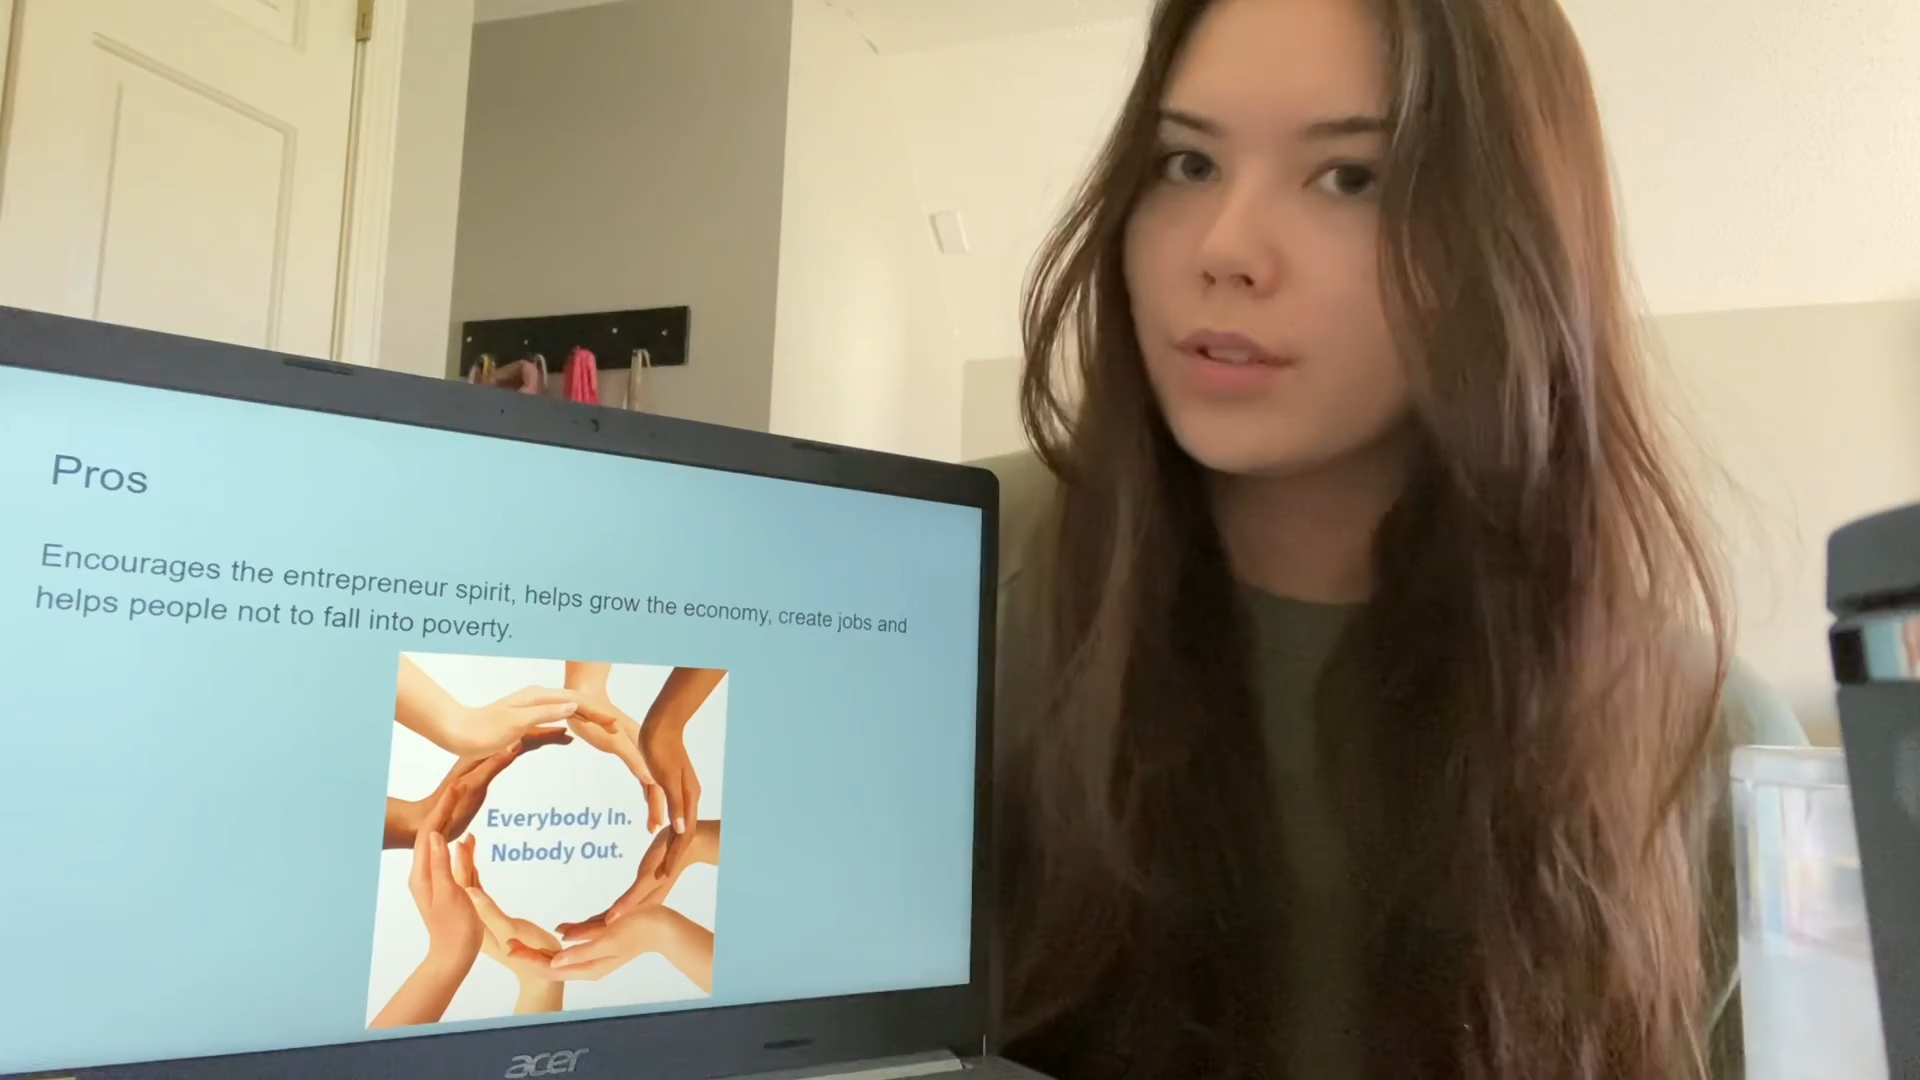 Pros
Encourages the entrepreneur spirit, helps grow the economy, create jobs and
helps people not to fall into poverty.
Everybody In.
Nobody Out.
acer